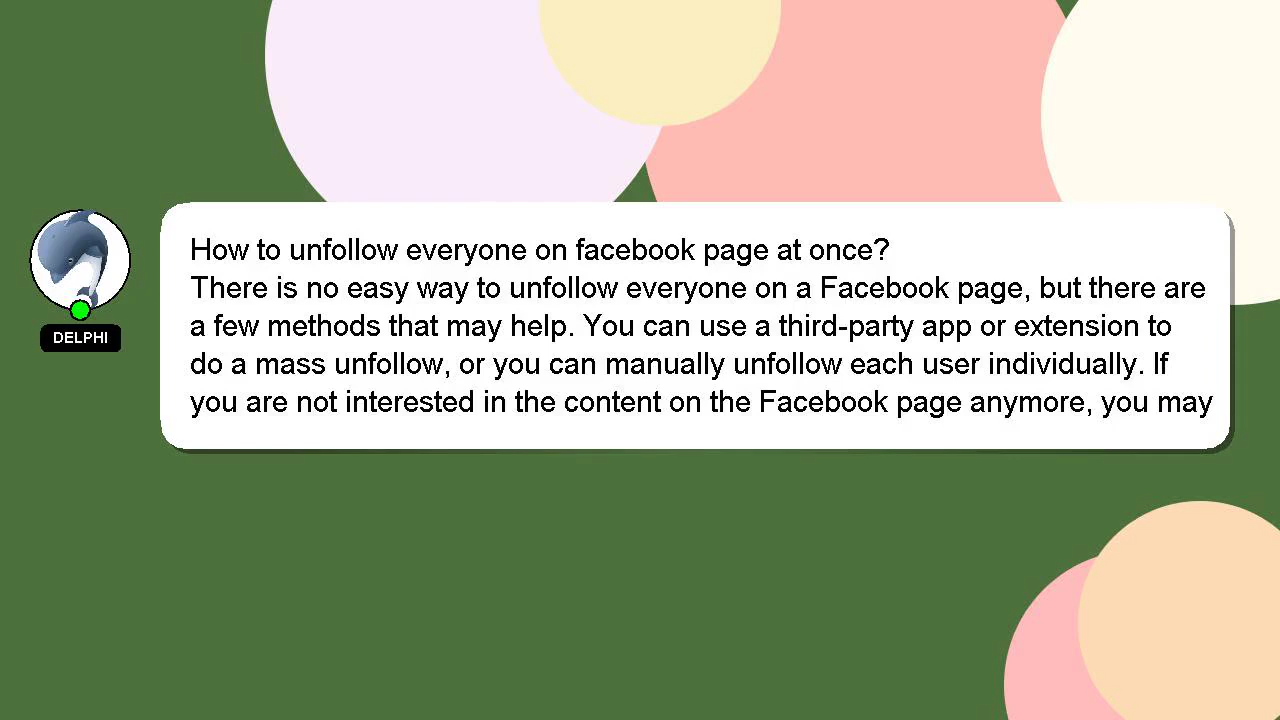 How to unfollow everyone on facebook page at once?
There is no easy way to unfollow everyone on a Facebook page, but there are
a few methods that may help. You can use a third-party app or extension to
do a mass unfollow, or you can manually unfollow each user individually. If
you are not interested in the content on the Facebook page anymore, you may
DELPHI